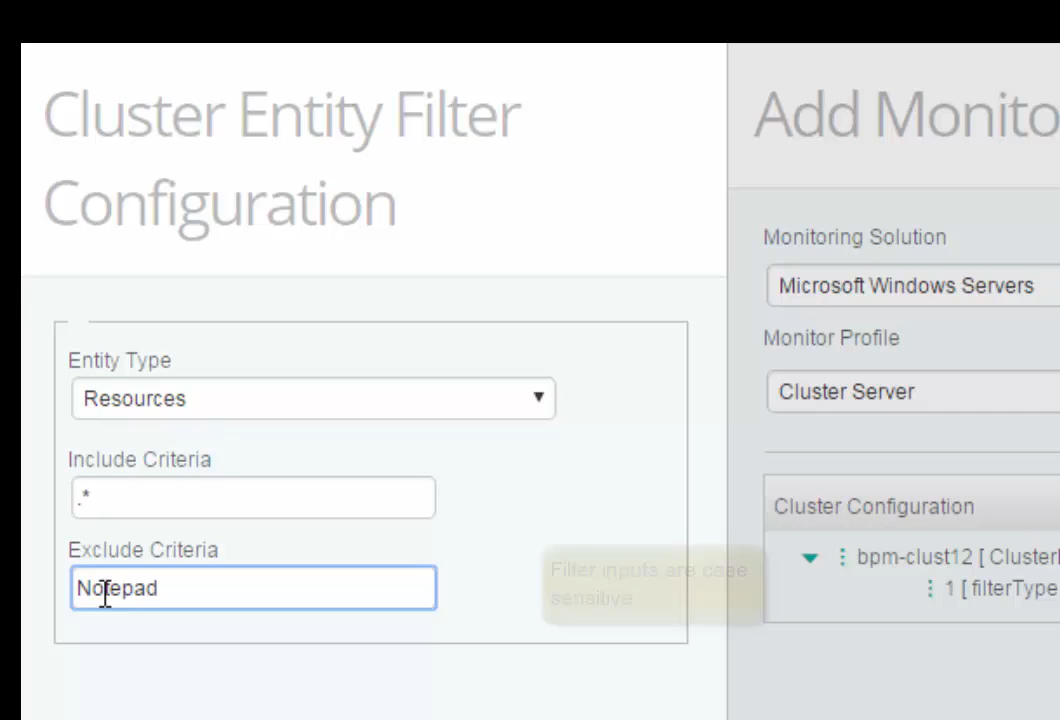 Cluster Entity Filter
Configuration
Entity Type
Resources
Include Criteria
.*
Exclude Criteria
Notepad
Filter inputs are case
sensitive
Add Monito
Monitoring Solution
Microsoft Windows Servers
Monitor Profile
Cluster Server
Cluster Configuration
bpm-clust12 [ Cluster
1 [ filterType